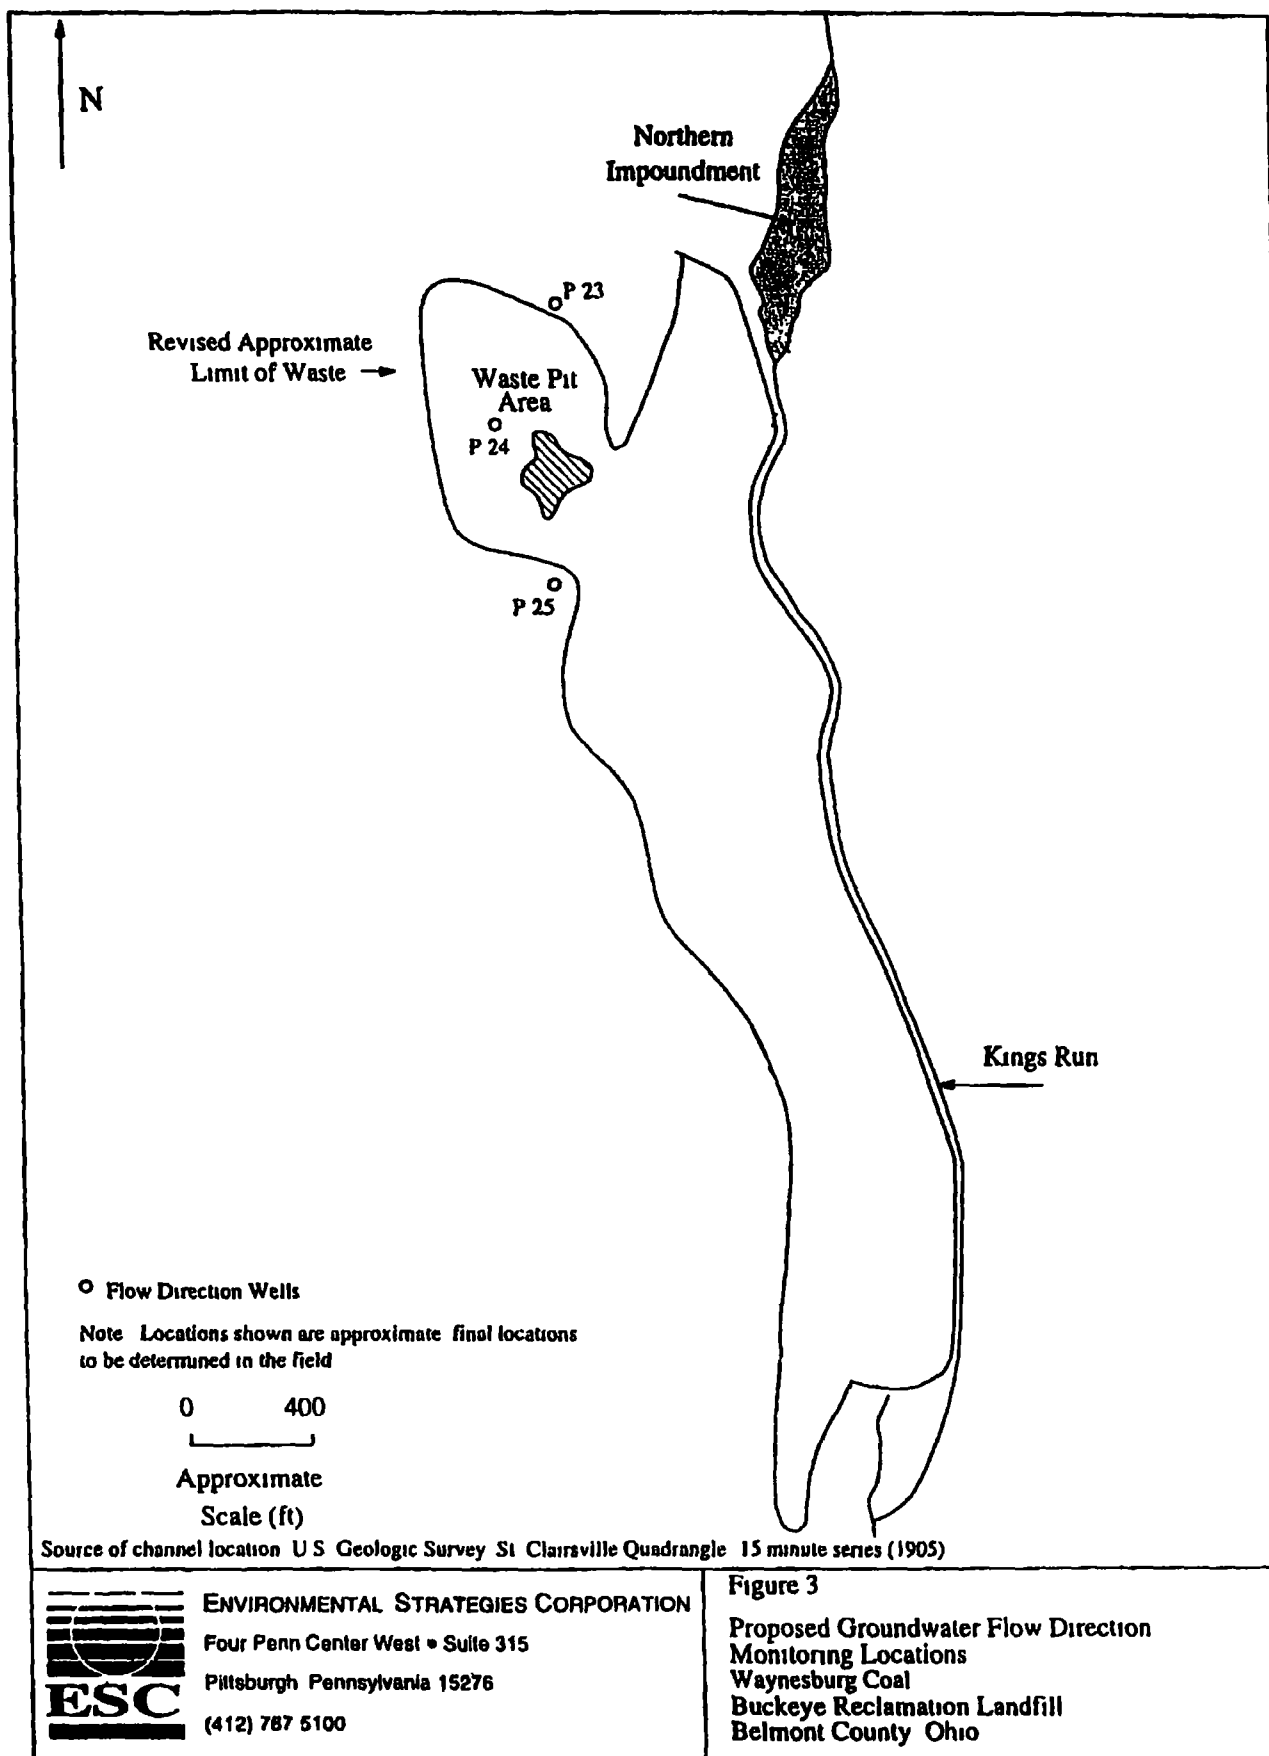 N
Northern
Impoundment
P 23
Revised Approximate
Limit of Waste
Waste Pit
Area
P 24
P 25
Kings Run
Flow Direction Wells
Note Locations shown are approximate final locations
to be determined in the field
0 400
Approximate
Scale (ft)
Source of channel location U S Geologic Survey St Clairsville Quadrangle 15 minute series (1905)
ESC
ENVIRONMENTAL STRATEGIES CORPORATION
Four Penn Center West • Suite 315
Pittsburgh Pennsylvania 15276
(412) 787 5100
Figure 3
Proposed Groundwater Flow Direction
Monitoring Locations
Waynesburg Coal
Buckeye Reclamation Landfill
Belmont County Ohio